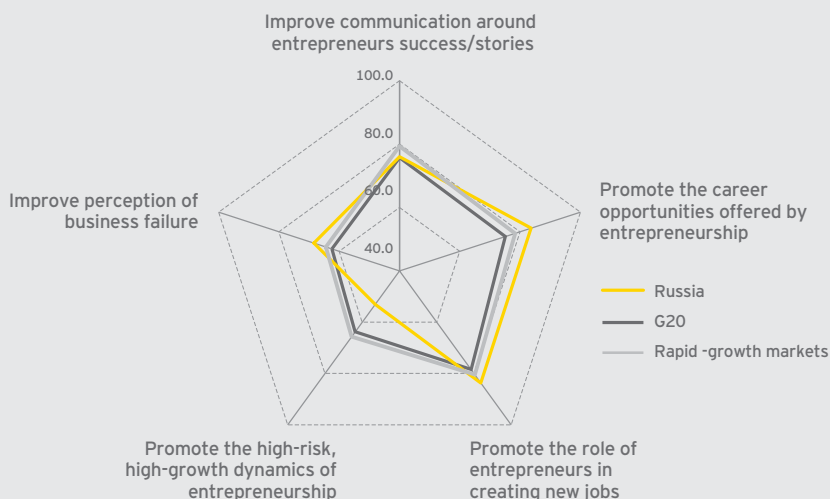 Improve communication around
entrepreneurs success/stories
100.0
80.0
60.0
40.0
Improve perception of
business failure
Promote the career
opportunities offered by
entrepreneurship
Russia
G20
Rapid -growth markets
Promote the high-risk,
high-growth dynamics of
entrepreneurship
Promote the role of
entrepreneurs in
creating new jobs